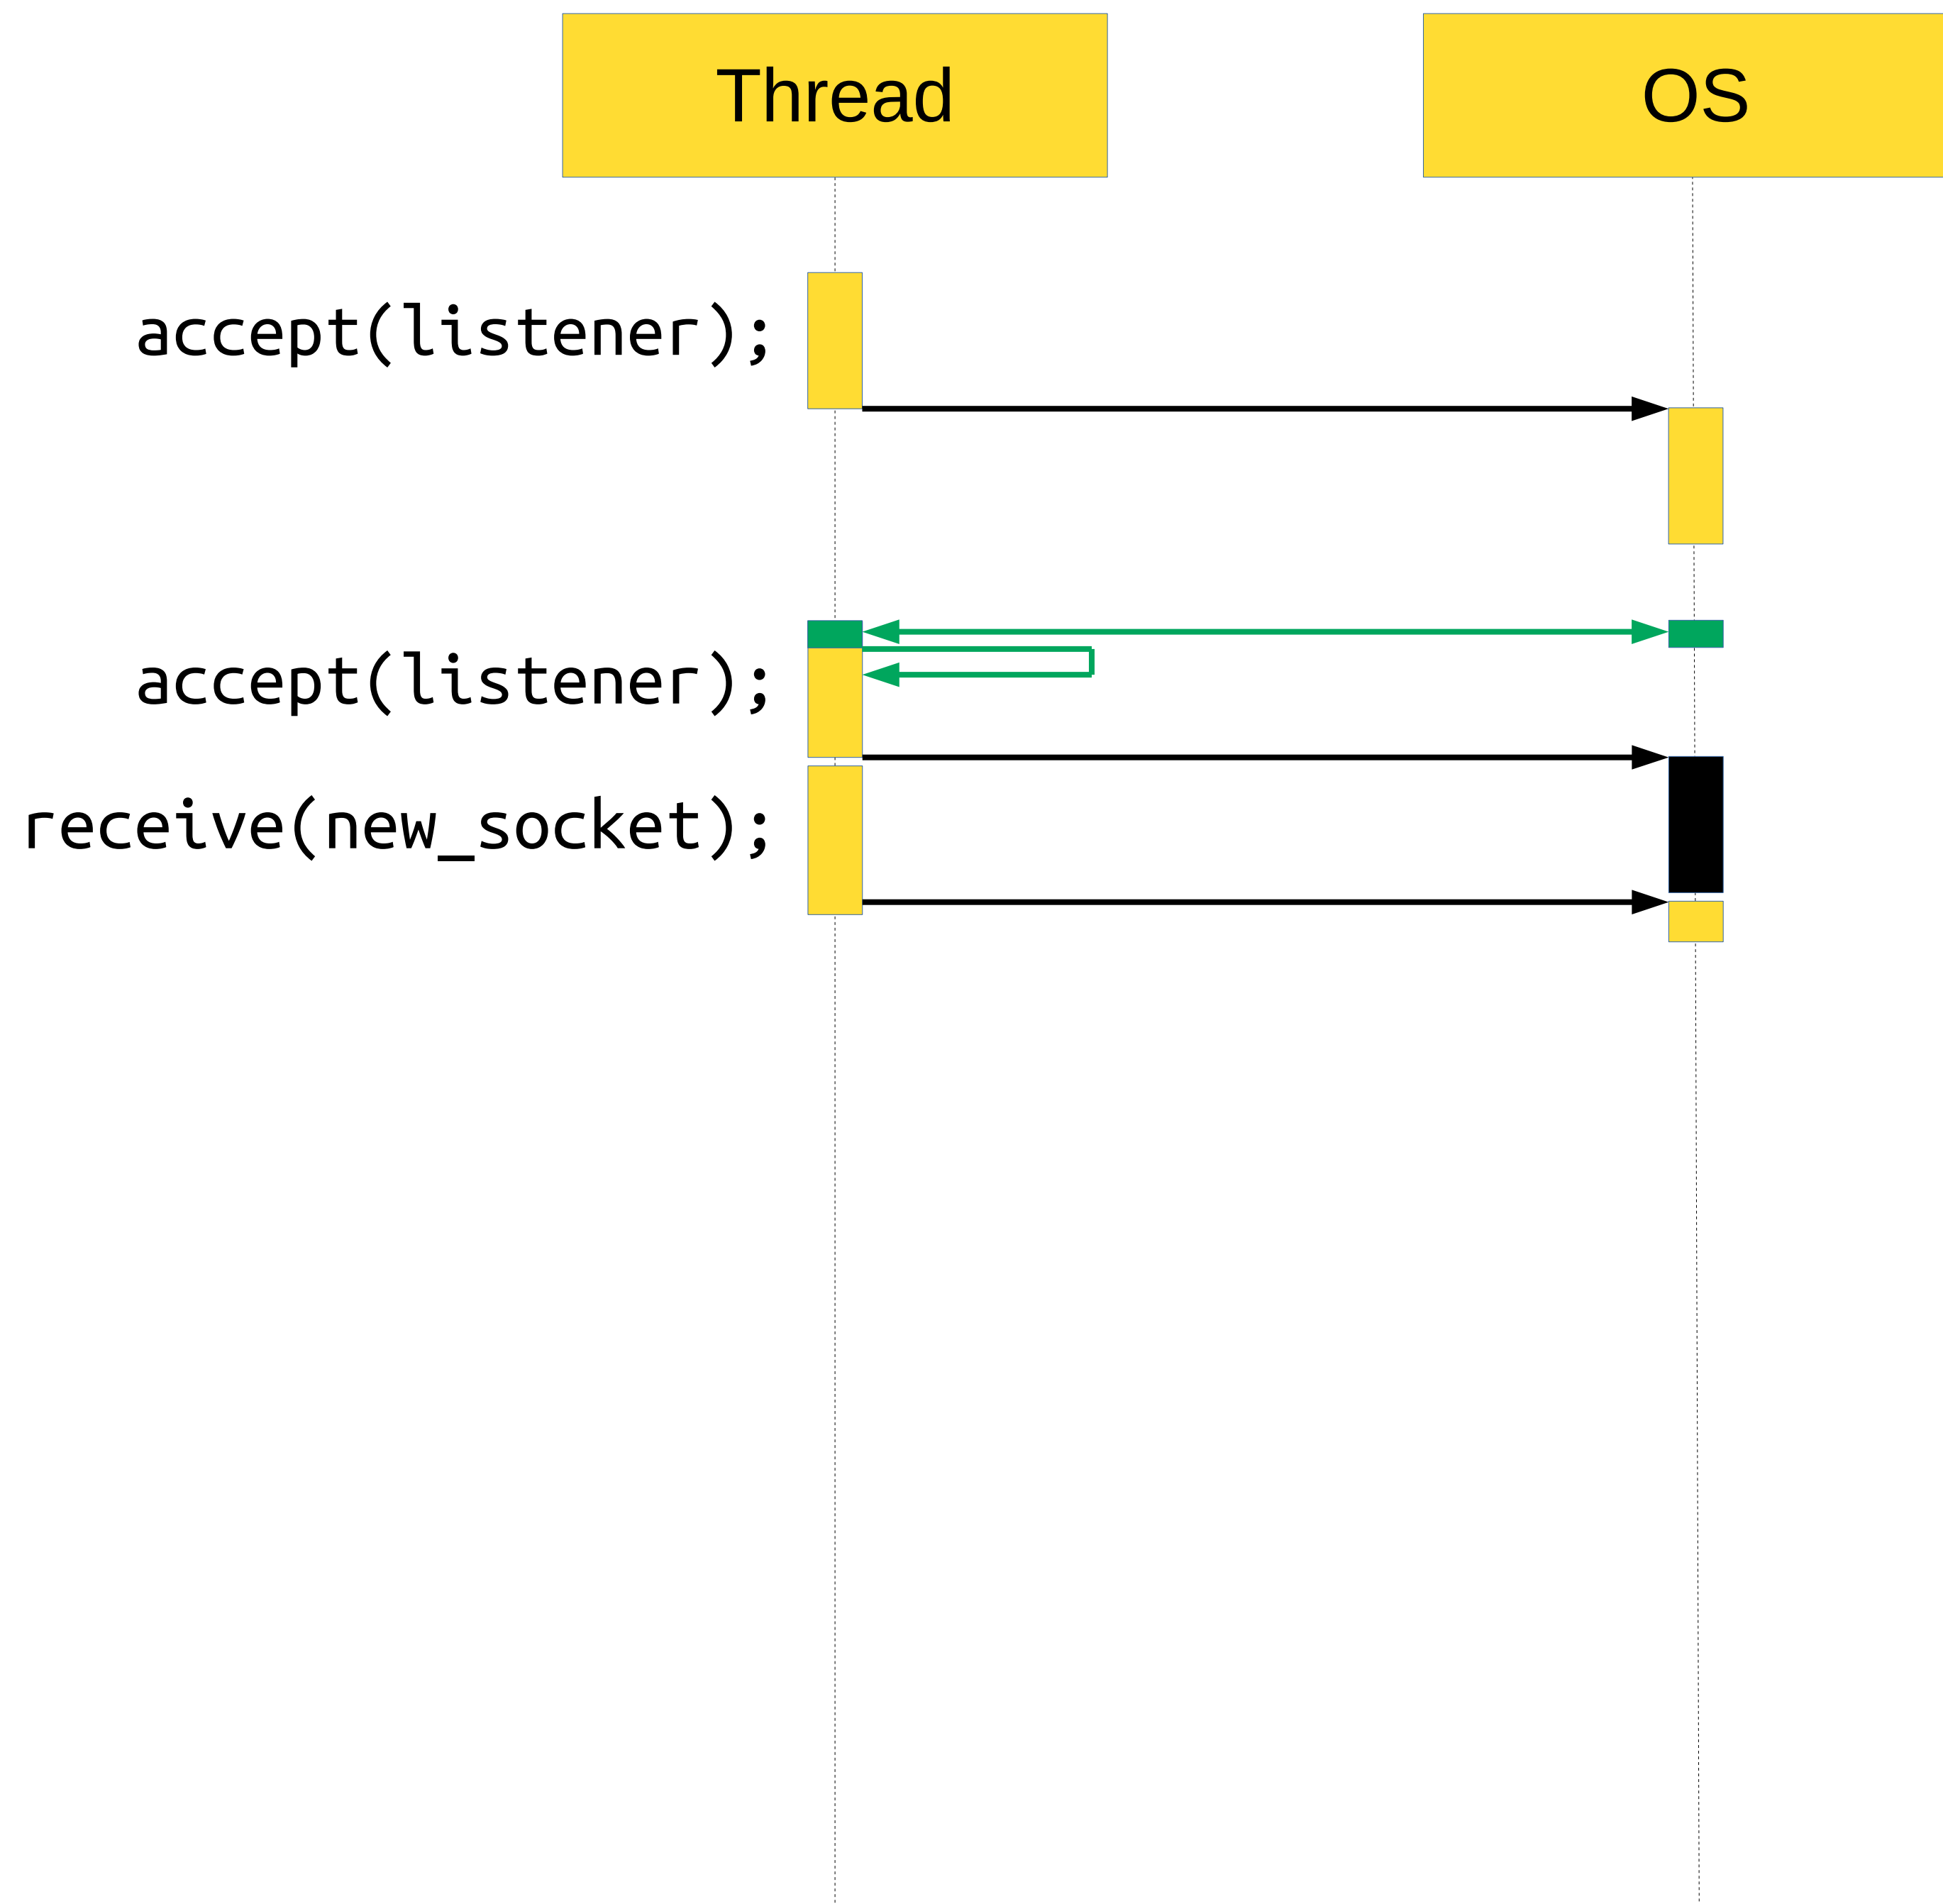 Thread
OS
accept(listener);
accept(listener);
receive(new_socket);